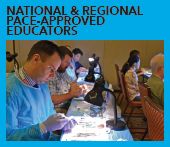 NATIONAL & REGIONAL
PACE-APPROVED
EDUCATORS